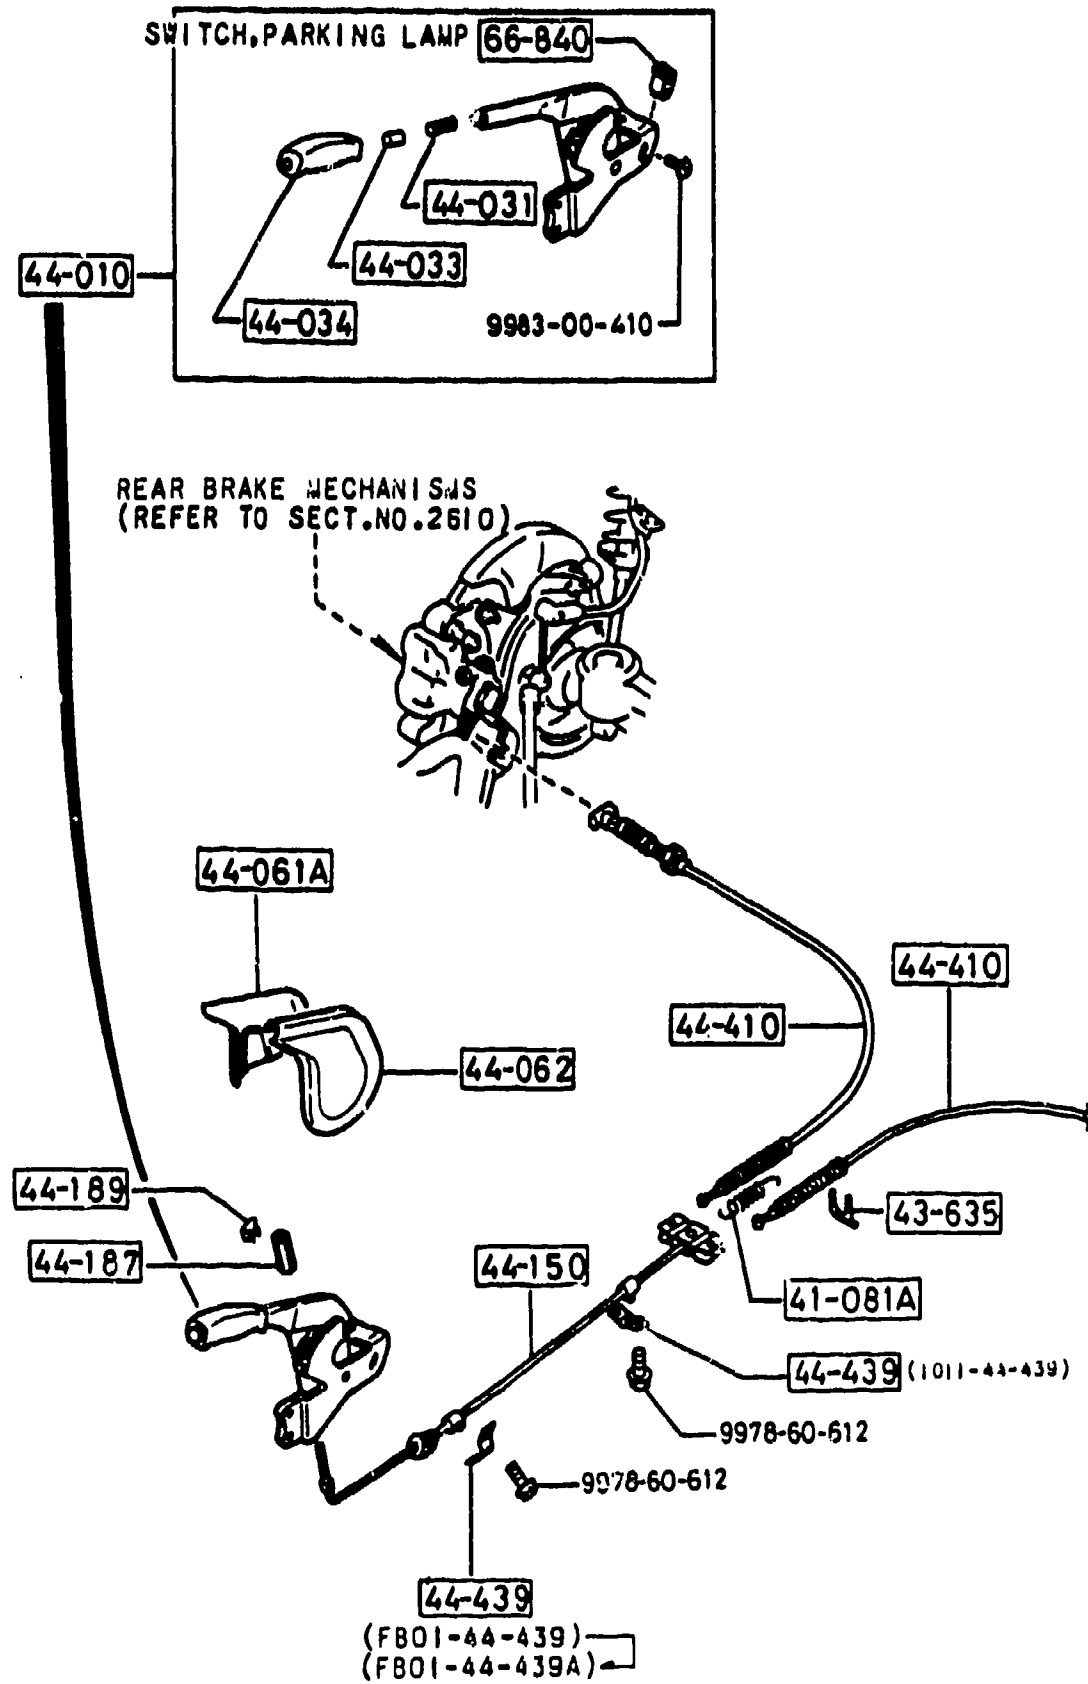 SWITCH,PARKING LAMP 66-840
44-031
44-033
44-010
44-034
9983-00-410
REAR BRAKE MECHANISMS
(REFER TO SECT.NO.2610)
44-061A
44-410
44-410
44-062
44-189
43-635
44-187
44-150
41-081A
44-439 (1011-44-439)
9978-60-612
9978-60-612
44-439
(FB01-44-439)
(FB01-44-439A)